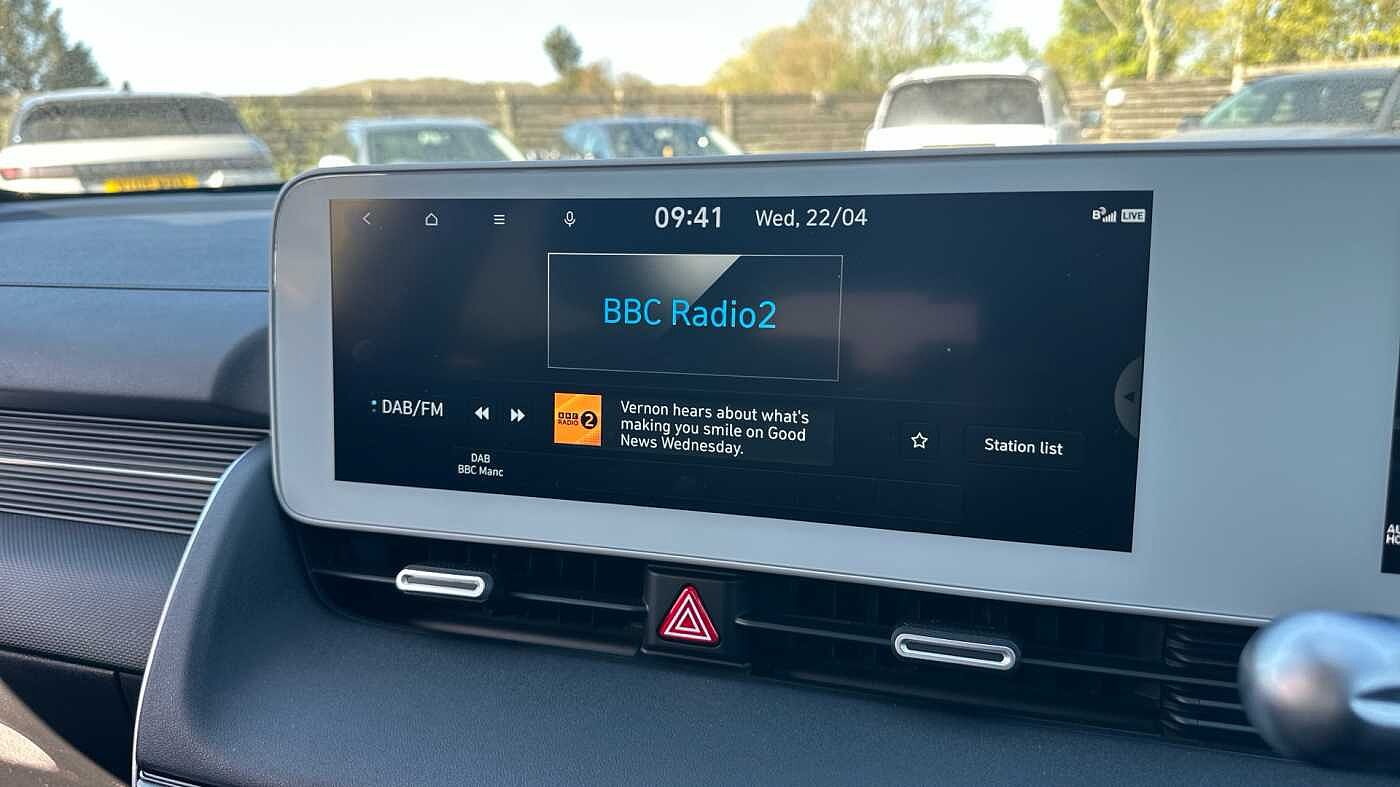 09:41 Wed, 22/04
LIVE
BBC Radio2
DAB/FM
BBC
RADIO 2
Vernon hears about what's
making you smile on Good
News Wednesday.
Station list
DAB
BBC Manc